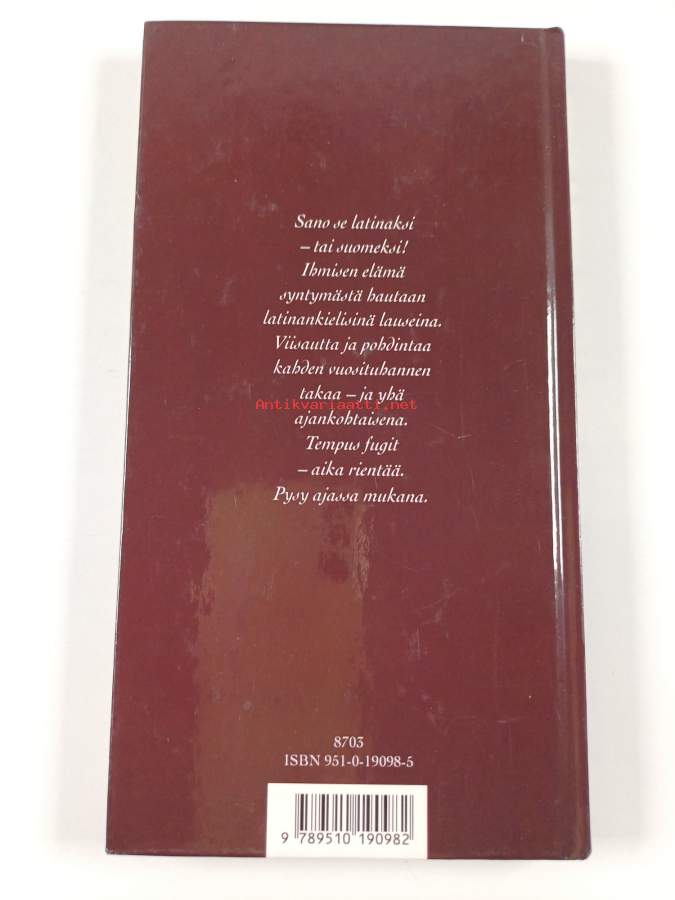 Sano se latinaksi
– tai suomeksi!
Ihmisen elämä
syntymästä hautaan
latinankielisinä lauseina.
Viisautta ja pohdintaa
kahden vuosituhannen
takaa – ja yhä
Antikvariaatti.net
ajankohtaisena.
Tempus fugit
– aika rientää.
Pysy ajassa mukana.
8703
ISBN 951-0-19098-5
9 789510 190982